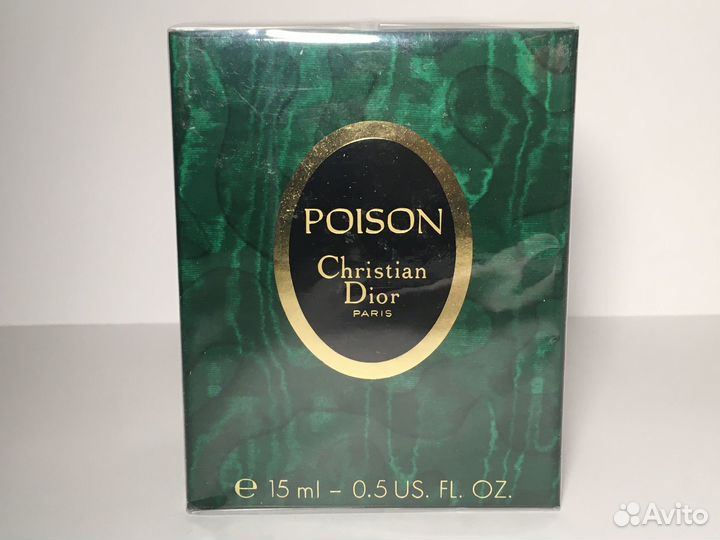 POISON
Christian
Dior
PARIS
℮ 15 ml – 0.5 US. FL. OZ.
Avito